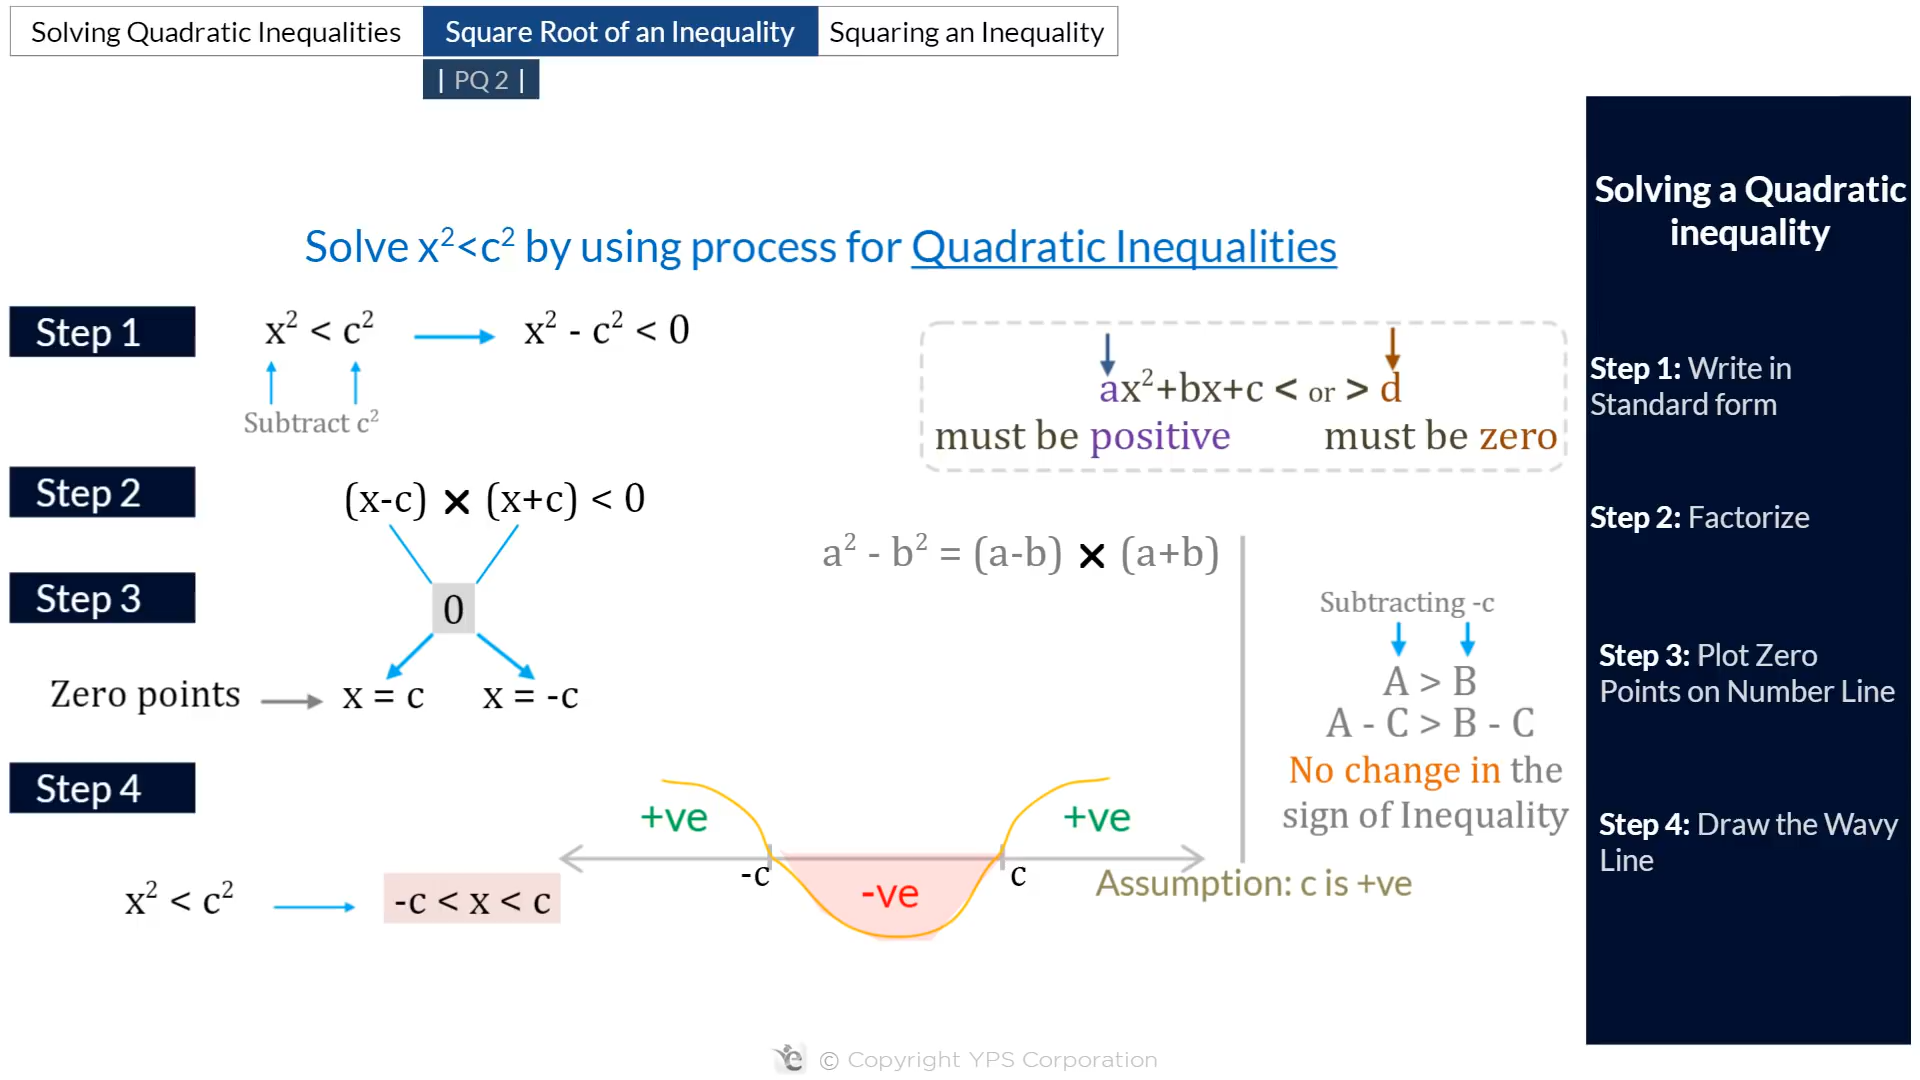 Solving Quadratic Inequalities
Square Root of an Inequality
Squaring an Inequality
| PQ 2 |
Solve x²<c² by using process for Quadratic Inequalities
Step 1
x² < c²
x² - c² < 0
Subtract c²
ax²+bx+c < or > d
must be positive
must be zero
Step 2
(x-c) × (x+c) < 0
a² - b² = (a-b) × (a+b)
Step 3
0
Zero points
x = c
x = -c
Subtracting -c
A > B
A - C > B - C
No change in the
sign of Inequality
Step 4
+ve
+ve
-c
c
-ve
Assumption: c is +ve
x² < c²
-c < x < c
Solving a Quadratic
inequality
Step 1: Write in
Standard form
Step 2: Factorize
Step 3: Plot Zero
Points on Number Line
Step 4: Draw the Wavy
Line
e © Copyright YPS Corporation